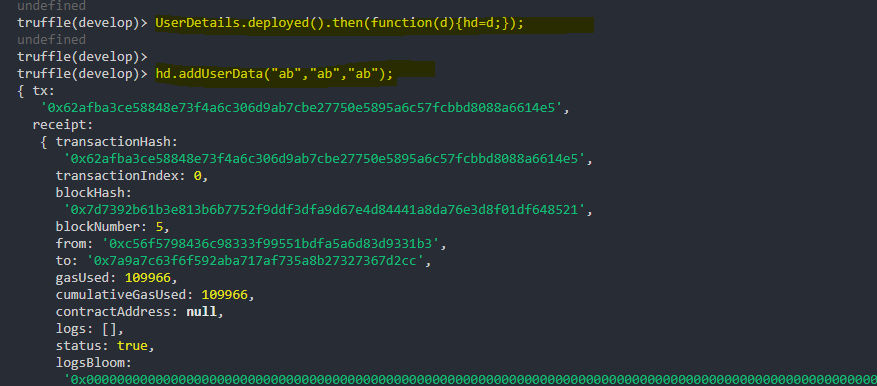 undefined
truffle(develop)> UserDetails.deployed().then(function(d){hd=d;});
undefined
truffle(develop)>
truffle(develop)> hd.addUserData("ab","ab","ab");
{ tx:
'0x62afba3ce58848e73f4a6c306d9ab7cbe27750e5895a6c57fcbbd8088a6614e5',
receipt:
{ transactionHash:
'0x62afba3ce58848e73f4a6c306d9ab7cbe27750e5895a6c57fcbbd8088a6614e5',
transactionIndex: 0,
blockHash:
'0x7d7392b61b3e813b6b7752f9ddf3dfa9d67e4d84441a8da76e3d8f01df648521',
blockNumber: 5,
from: '0xc56f5798436c98333f99551bdfa5a6d83d9331b3',
to: '0x7a9a7c63f6f592aba717af735a8b27327367d2cc',
gasUsed: 109966,
cumulativeGasUsed: 109966,
contractAddress: null,
logs: [],
status: true,
logsBloom:
'0x00000000000000000000000000000000000000000000000000000000000000000000000000000000000000000000000000000000